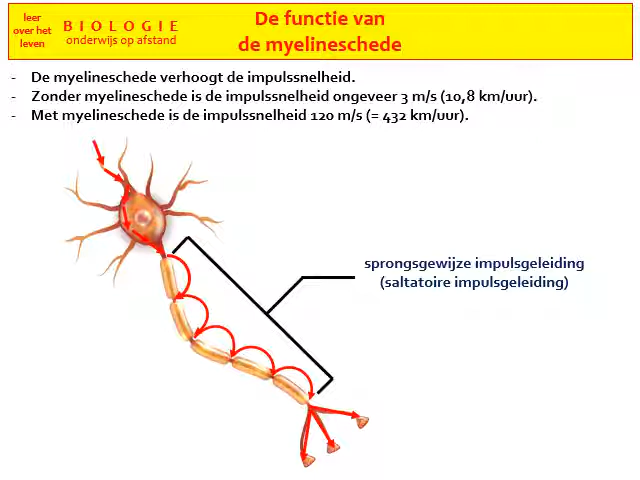 leer
over het
leven
BIOLOGIE
onderwijs op afstand
De functie van
de myelineschede
- De myelineschede verhoogt de impulssnelheid.
- Zonder myelineschede is de impulssnelheid ongeveer 3 m/s (10,8 km/uur).
- Met myelineschede is de impulssnelheid 120 m/s (= 432 km/uur).
sprongsgewijze impulsgeleiding
(saltatoire impulsgeleiding)